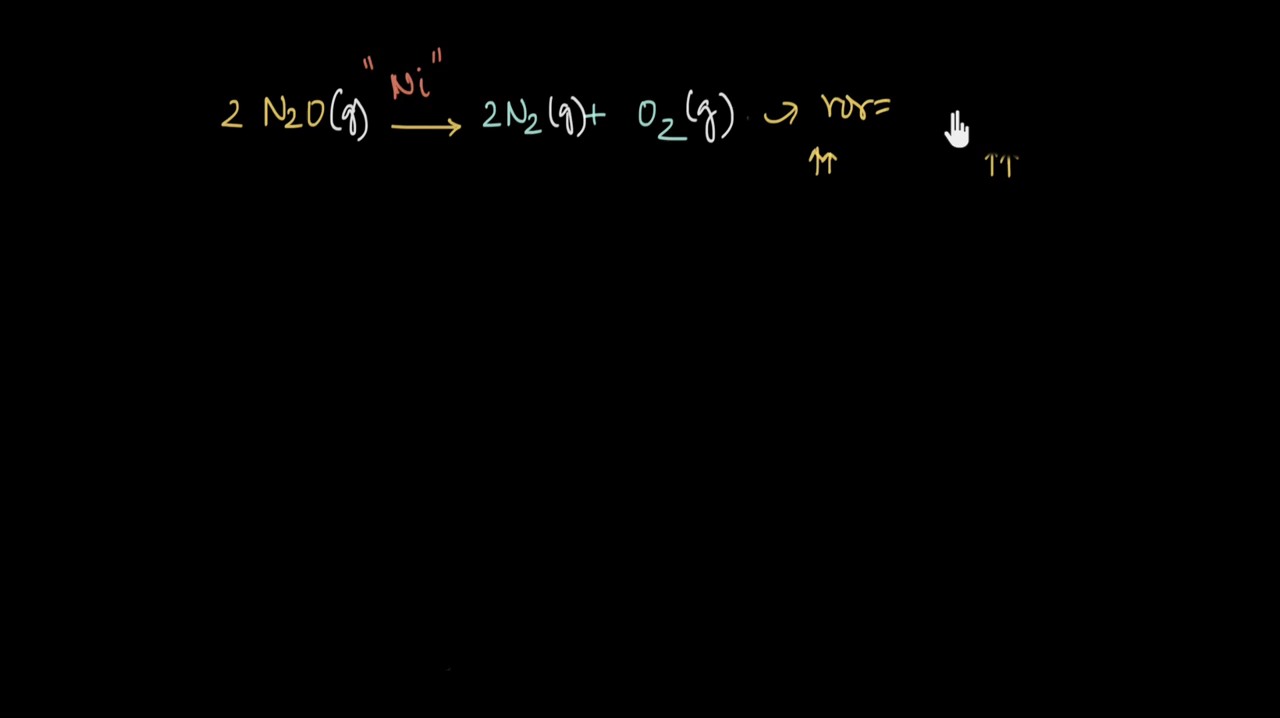 "Ni"
2 N2O(g) ⟶ 2N2(g)+ O2(g) → ror=
↑↑ ↑↑